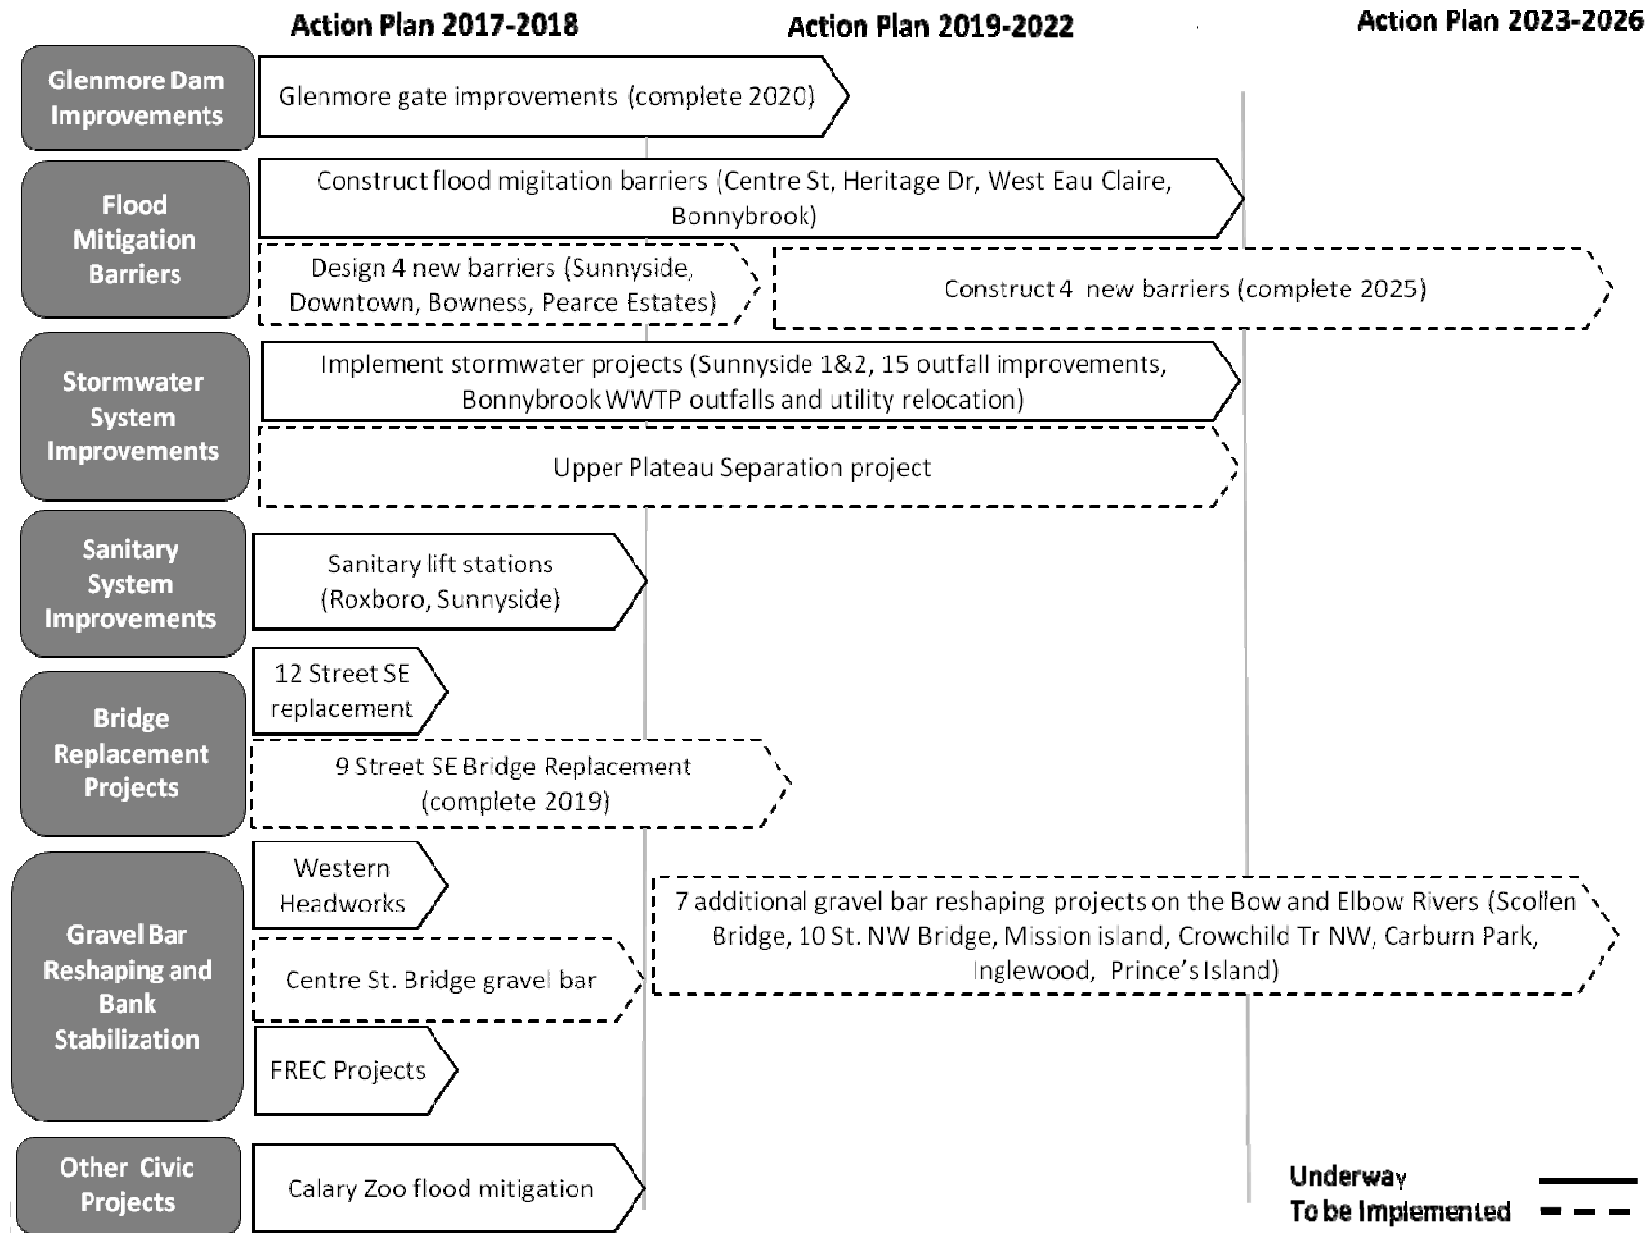 Action Plan 2017-2018
Action Plan 2019-2022
Action Plan 2023-2026
Glenmore Dam
Improvements
Glenmore gate improvements (complete 2020)
Flood
Mitigation
Barriers
Construct flood migitation barriers (Centre St, Heritage Dr, West Eau Claire,
Bonnybrook)
Design 4 new barriers (Sunnyside,
Downtown, Bowness, Pearce Estates)
Construct 4 new barriers (complete 2025)
Stormwater
System
Improvements
Implement stormwater projects (Sunnyside 1&2, 15 outfall improvements,
Bonnybrook WWTP outfalls and utility relocation)
Upper Plateau Separation project
Sanitary
System
Improvements
Sanitary lift stations
(Roxboro, Sunnyside)
Bridge
Replacement
Projects
12 Street SE
replacement
9 Street SE Bridge Replacement
(complete 2019)
Gravel Bar
Reshaping and
Bank
Stabilization
Western
Headworks
Centre St. Bridge gravel bar
FREC Projects
7 additional gravel bar reshaping projects on the Bow and Elbow Rivers (Scollen
Bridge, 10 St. NW Bridge, Mission island, Crowchild Tr NW, Carburn Park,
Inglewood, Prince's Island)
Other Civic
Projects
Calary Zoo flood mitigation
Underway
To be Implemented